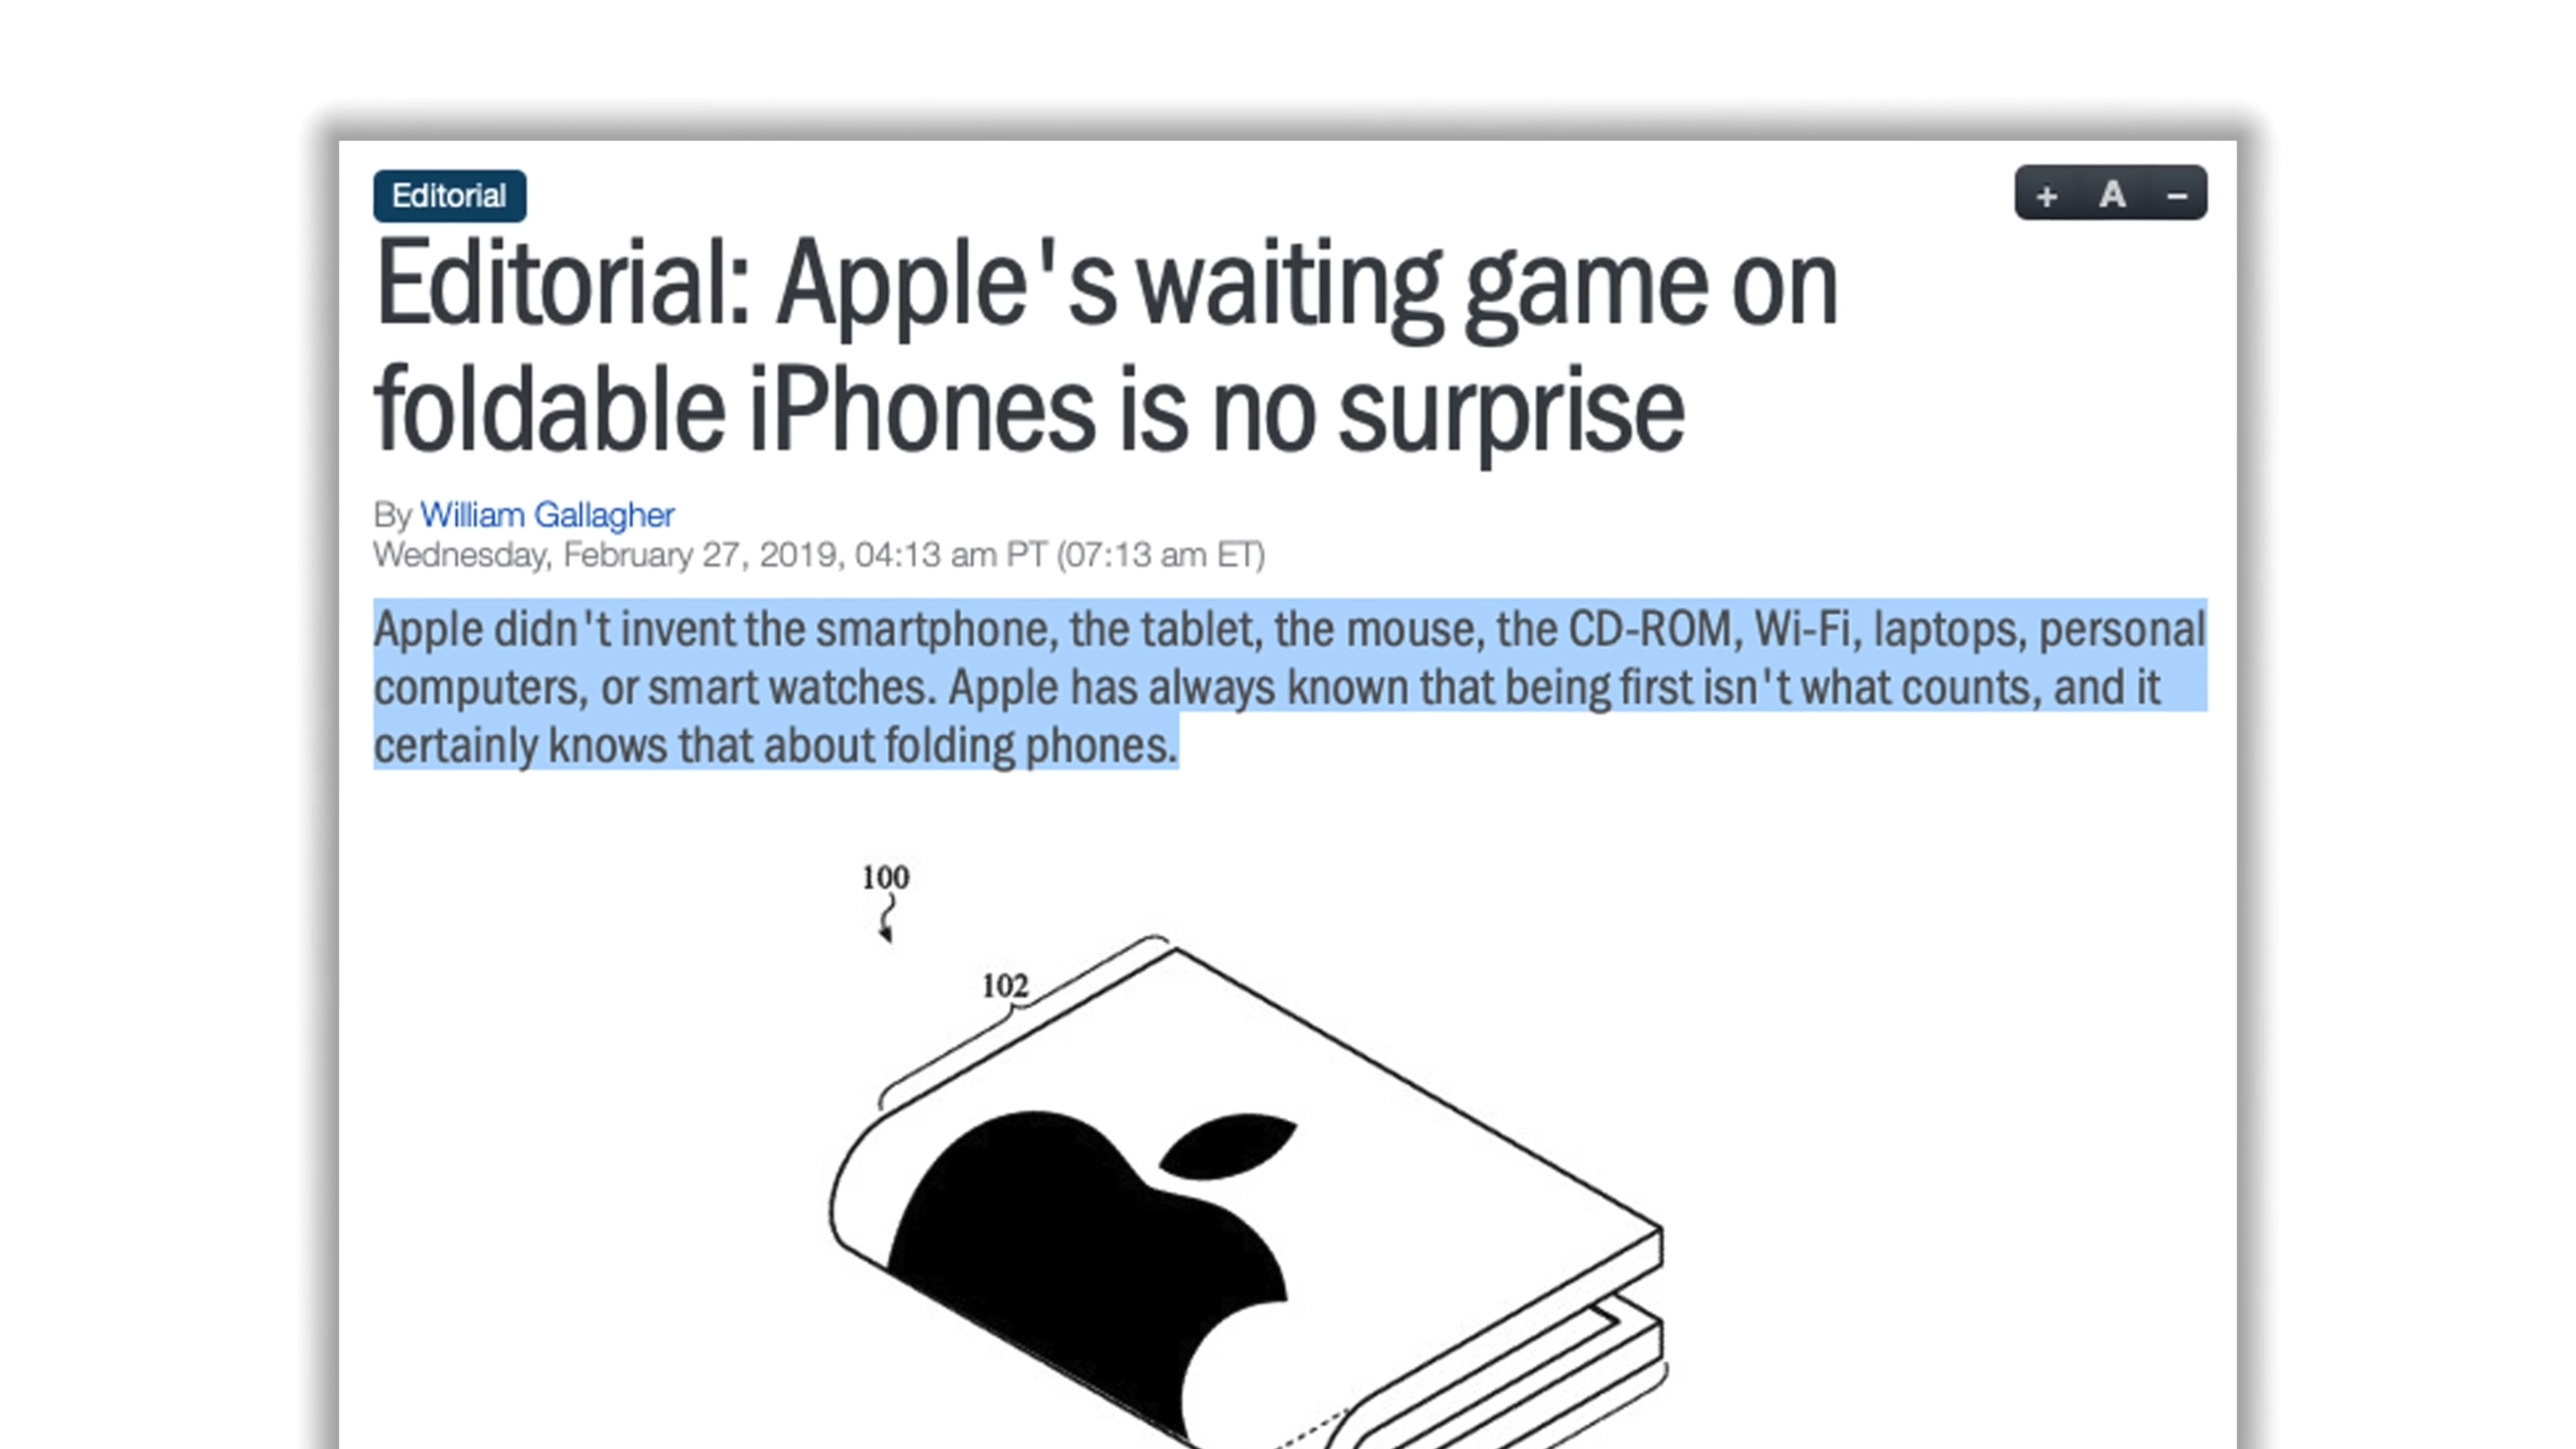 Editorial
+ A −
Editorial: Apple's waiting game on
foldable iPhones is no surprise
By William Gallagher
Wednesday, February 27, 2019, 04:13 am PT (07:13 am ET)
Apple didn't invent the smartphone, the tablet, the mouse, the CD-ROM, Wi-Fi, laptops, personal
computers, or smart watches. Apple has always known that being first isn't what counts, and it
certainly knows that about folding phones.
100
102